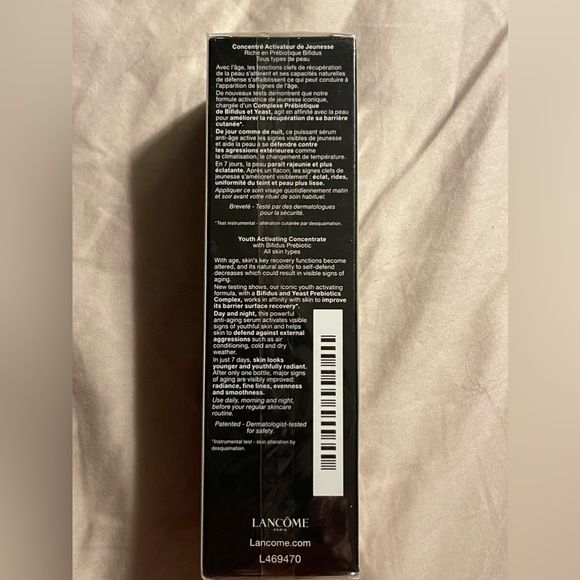 Concentré Activateur de Jeunesse
Riche en Prébiotique Bifidus
Tous types de peau
Avec l'âge, les fonctions clefs de récupération
de la peau s'altèrent et ses capacités naturelles
de défense s'affaiblissent ce qui peut conduire à
l'apparition de signes de l'âge.
De nouveaux tests démontrent que notre
formule activatrice de jeunesse iconique,
chargée d'un Complexe Prébiotique
de Bifidus et Yeast, agit en affinité avec la peau
pour améliorer la récupération de sa barrière
cutanée*.
De jour comme de nuit, ce puissant sérum
anti-âge active les signes visibles de jeunesse
et aide la peau à se défendre contre
les agressions extérieures comme
la climatisation, le changement de température.
En 7 jours, la peau paraît rajeunie et plus
éclatante. Après un flacon, les signes clefs de
jeunesse s'améliorent visiblement : éclat, rides,
uniformité du teint et peau plus lisse.
Appliquer ce soin visage quotidiennement matin
et soir avant votre rituel de soin habituel.
Breveté - Testé par des dermatologues
pour la sécurité.
*Test instrumental - altération cutanée par desquamation.
Youth Activating Concentrate
with Bifidus Prebiotic
All skin types
With age, skin's key recovery functions become
altered, and its natural ability to self-defend
decreases which could result in visible signs of
aging.
New testing shows, our iconic youth activating
formula, with a Bifidus and Yeast Prebiotics
Complex, works in affinity with skin to improve
its barrier surface recovery*.
Day and night, this powerful
anti-aging serum activates visible
signs of youthful skin and helps
skin to defend against external
aggressions such as air
conditioning, cold and dry
weather.
In just 7 days, skin looks
younger and youthfully radiant.
After only one bottle, major signs
of aging are visibly improved:
radiance, fine lines, evenness
and smoothness.
Use daily, morning and night,
before your regular skincare
routine.
Patented - Dermatologist-tested
for safety.
*Instrumental test - skin alteration by
desquamation.
LANCÔME
PARIS
Lancome.com
L469470